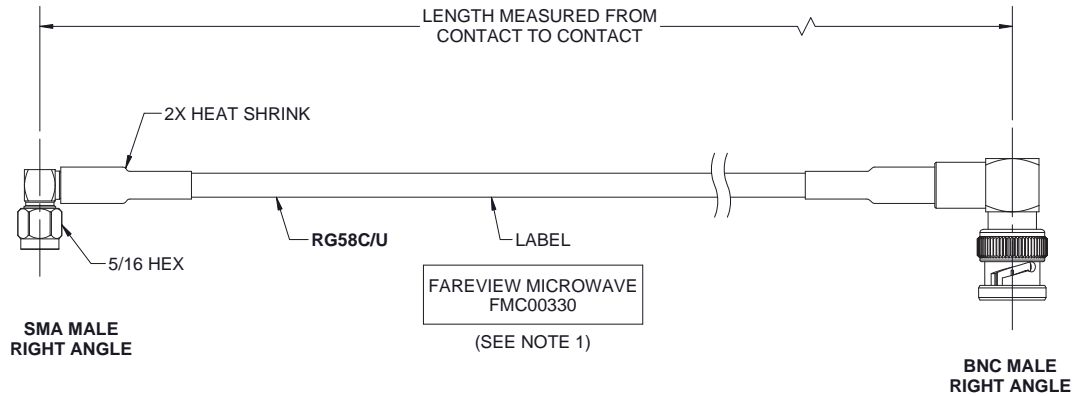 LENGTH MEASURED FROM
CONTACT TO CONTACT
2X HEAT SHRINK
RG58C/U
LABEL
5/16 HEX
FAREVIEW MICROWAVE
FMC00330
(SEE NOTE 1)
SMA MALE
RIGHT ANGLE
BNC MALE
RIGHT ANGLE